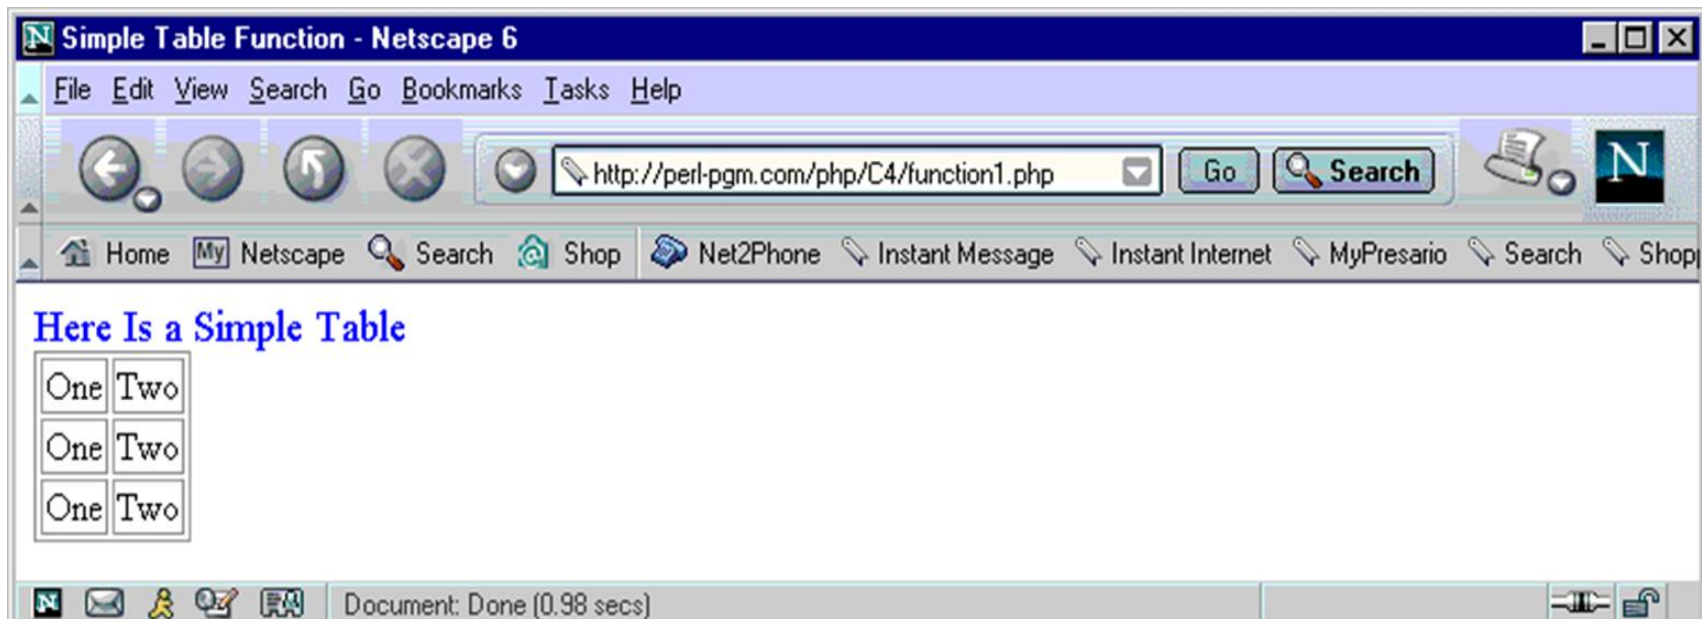 Simple Table Function - Netscape 6
File Edit View Search Go Bookmarks Tasks Help
http://perl-pgm.com/php/C4/function1.php Go Search N
Home My Netscape Search Shop Net2Phone Instant Message Instant Internet MyPresario Search Shopp
Here Is a Simple Table
One Two
One Two
One Two
N Document: Done (0.98 secs)